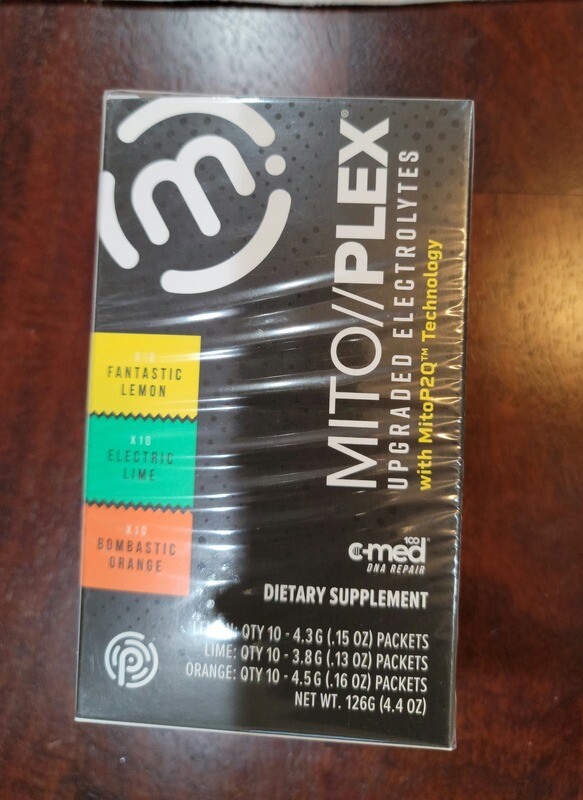 m
MITO//PLEX®
UPGRADED ELECTROLYTES
with MitoP2Q™ Technology
X10
FANTASTIC
LEMON
X10
ELECTRIC
LIME
X10
BOMBASTIC
ORANGE
c-med100®
DNA REPAIR
DIETARY SUPPLEMENT
LEMON: QTY 10 - 4.3G (.15 OZ) PACKETS
LIME: QTY 10 - 3.8G (.13 OZ) PACKETS
ORANGE: QTY 10 - 4.5G (.16 OZ) PACKETS
NET WT. 126G (4.4 OZ)
p